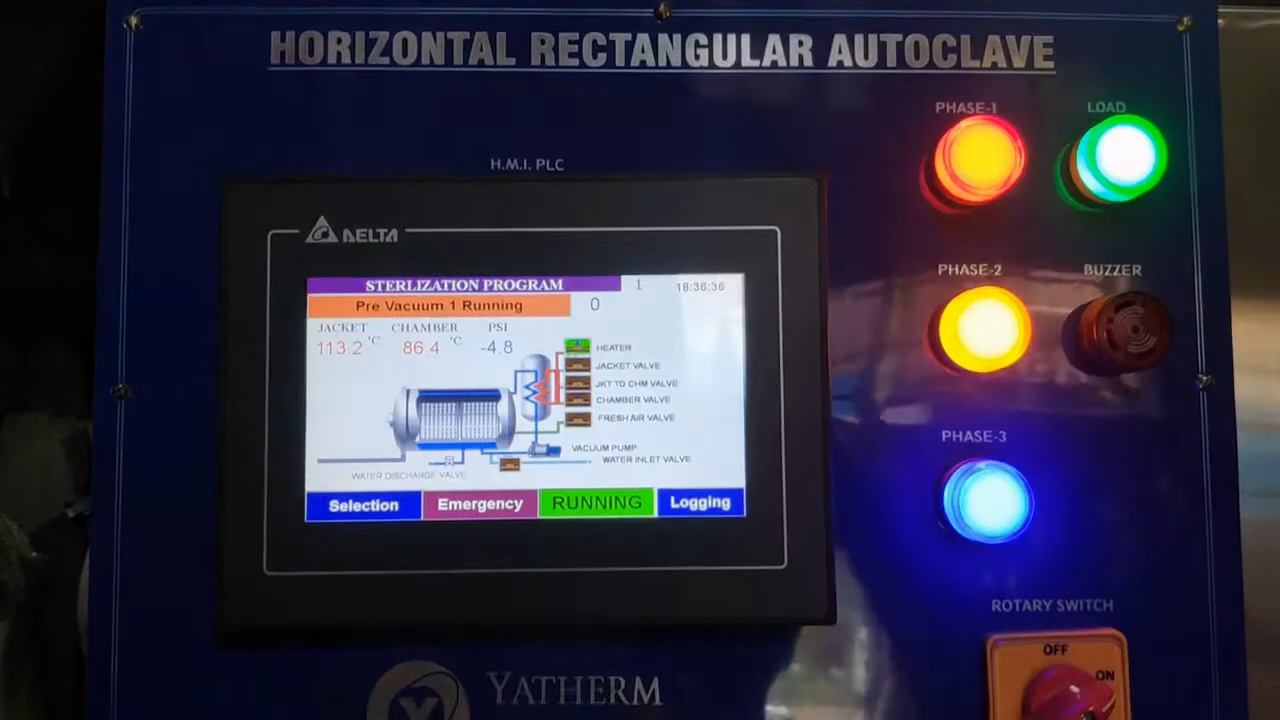 HORIZONTAL RECTANGULAR AUTOCLAVE
PHASE-1
LOAD
H.M.I. PLC
DELTA
STERLIZATION PROGRAM
1
18:36:36
Pre Vacuum 1 Running
0
JACKET
CHAMBER
PSI
113.2 °C
86.4 °C
-4.8
HEATER
JACKET VALVE
JKT TO CHM VALVE
CHAMBER VALVE
FRESH AIR VALVE
VACUUM PUMP
WATER INLET VALVE
WATER DISCHARGE VALVE
Selection
Emergency
RUNNING
Logging
PHASE-2
BUZZER
PHASE-3
ROTARY SWITCH
OFF
ON
YATHERM